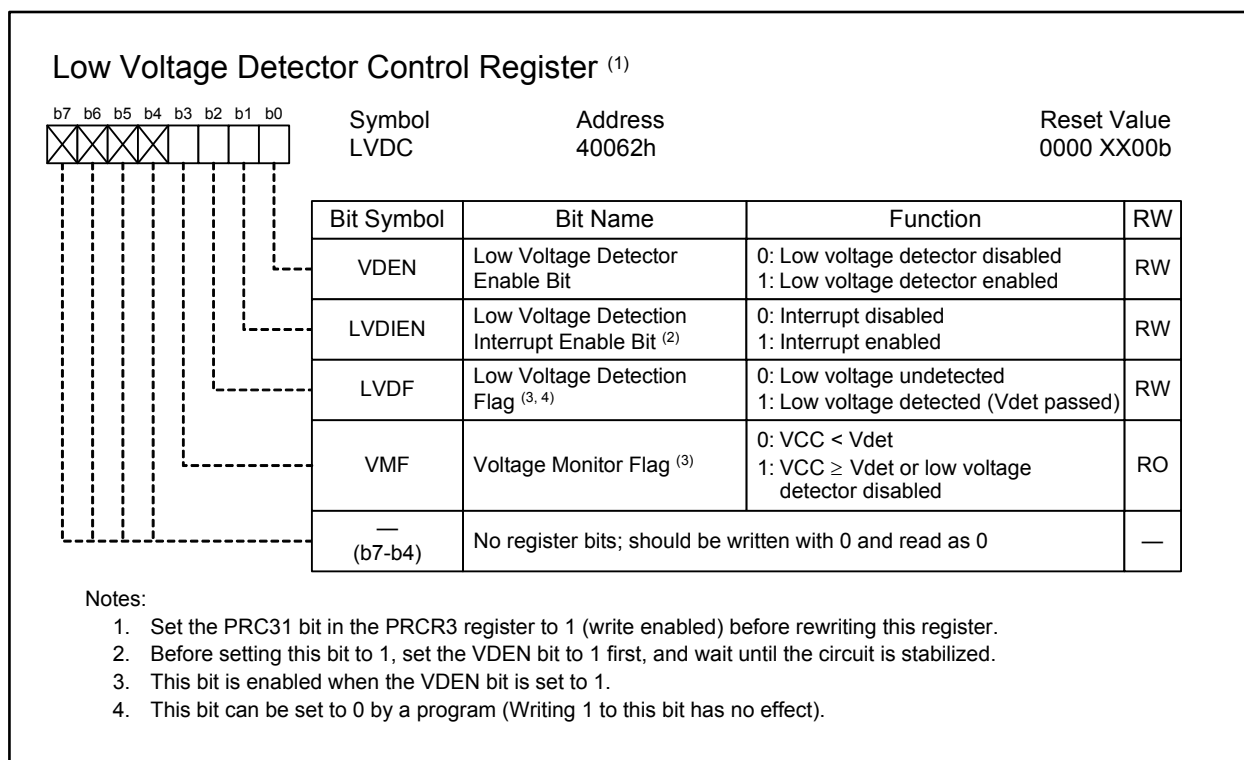 Low Voltage Detector Control Register (1)
b7 b6 b5 b4 b3 b2 b1 b0
Symbol Address Reset Value
LVDC 40062h 0000 XX00b
Bit Symbol Bit Name Function RW
VDEN Low Voltage Detector Enable Bit 0: Low voltage detector disabled RW
1: Low voltage detector enabled
LVDIEN Low Voltage Detection Interrupt Enable Bit (2) 0: Interrupt disabled RW
1: Interrupt enabled
LVDF Low Voltage Detection Flag (3, 4) 0: Low voltage undetected RW
1: Low voltage detected (Vdet passed)
VMF Voltage Monitor Flag (3) 0: VCC < Vdet RO
1: VCC ≥ Vdet or low voltage
detector disabled
— (b7-b4) No register bits; should be written with 0 and read as 0 —
Notes:
1. Set the PRC31 bit in the PRCR3 register to 1 (write enabled) before rewriting this register.
2. Before setting this bit to 1, set the VDEN bit to 1 first, and wait until the circuit is stabilized.
3. This bit is enabled when the VDEN bit is set to 1.
4. This bit can be set to 0 by a program (Writing 1 to this bit has no effect).